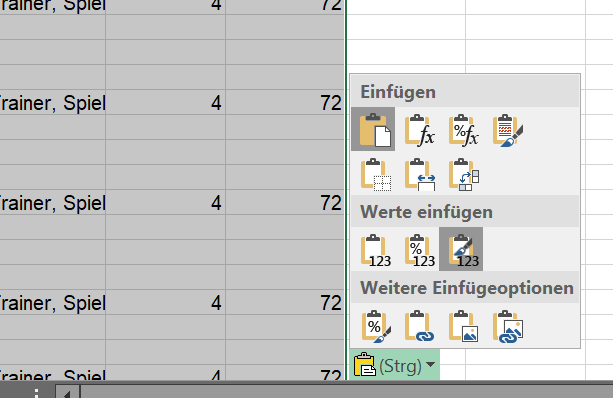 rainer, Spiel 4 72
Einfügen
rainer, Spiel 4 72
fx %fx
Werte einfügen
rainer, Spiel 4 72
123 %123 123
Weitere Einfügeoptionen
rainer, Spiel 4 72
%
(Strg)
rainer, Spiel 4 72